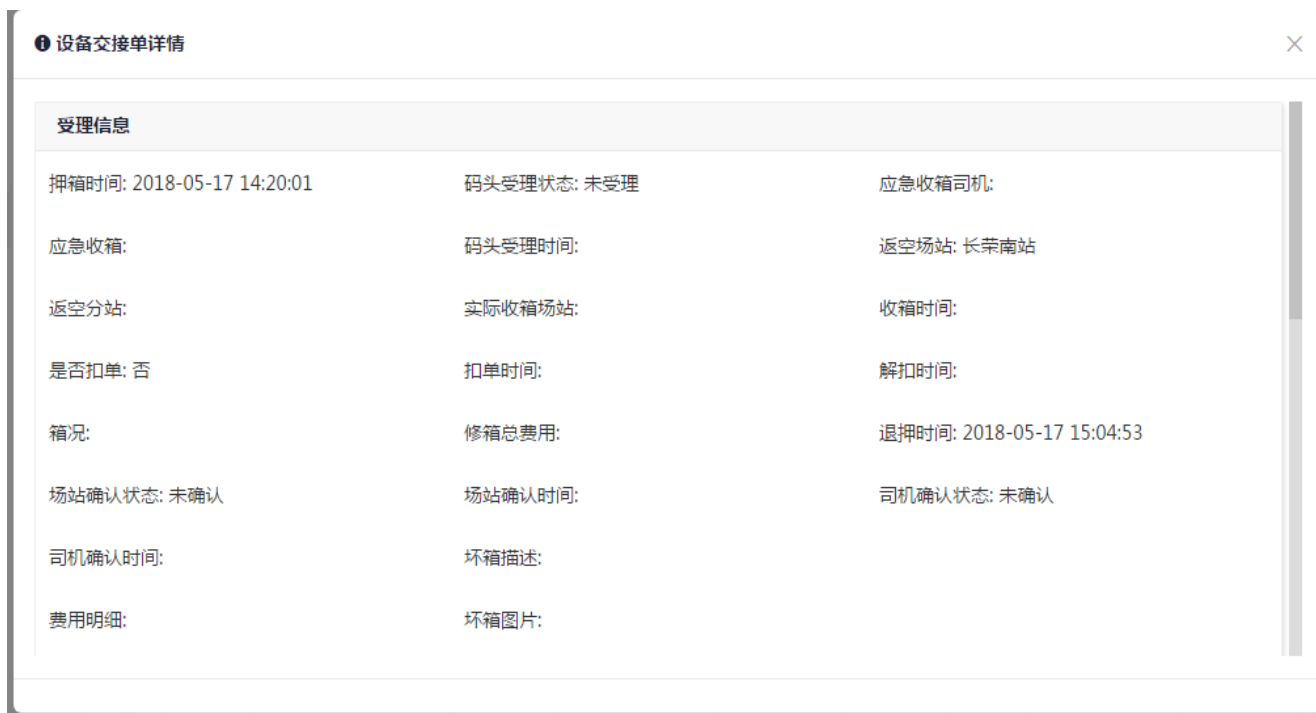 设备交接单详情
受理信息
押箱时间: 2018-05-17 14:20:01 码头受理状态: 未受理 应急收箱司机:
应急收箱: 码头受理时间: 返空场站: 长荣南站
返空分站: 实际收箱场站: 收箱时间:
是否扣单: 否 扣单时间: 解扣时间:
箱况: 修箱总费用: 退押时间: 2018-05-17 15:04:53
场站确认状态: 未确认 场站确认时间: 司机确认状态: 未确认
司机确认时间: 坏箱描述:
费用明细: 坏箱图片: